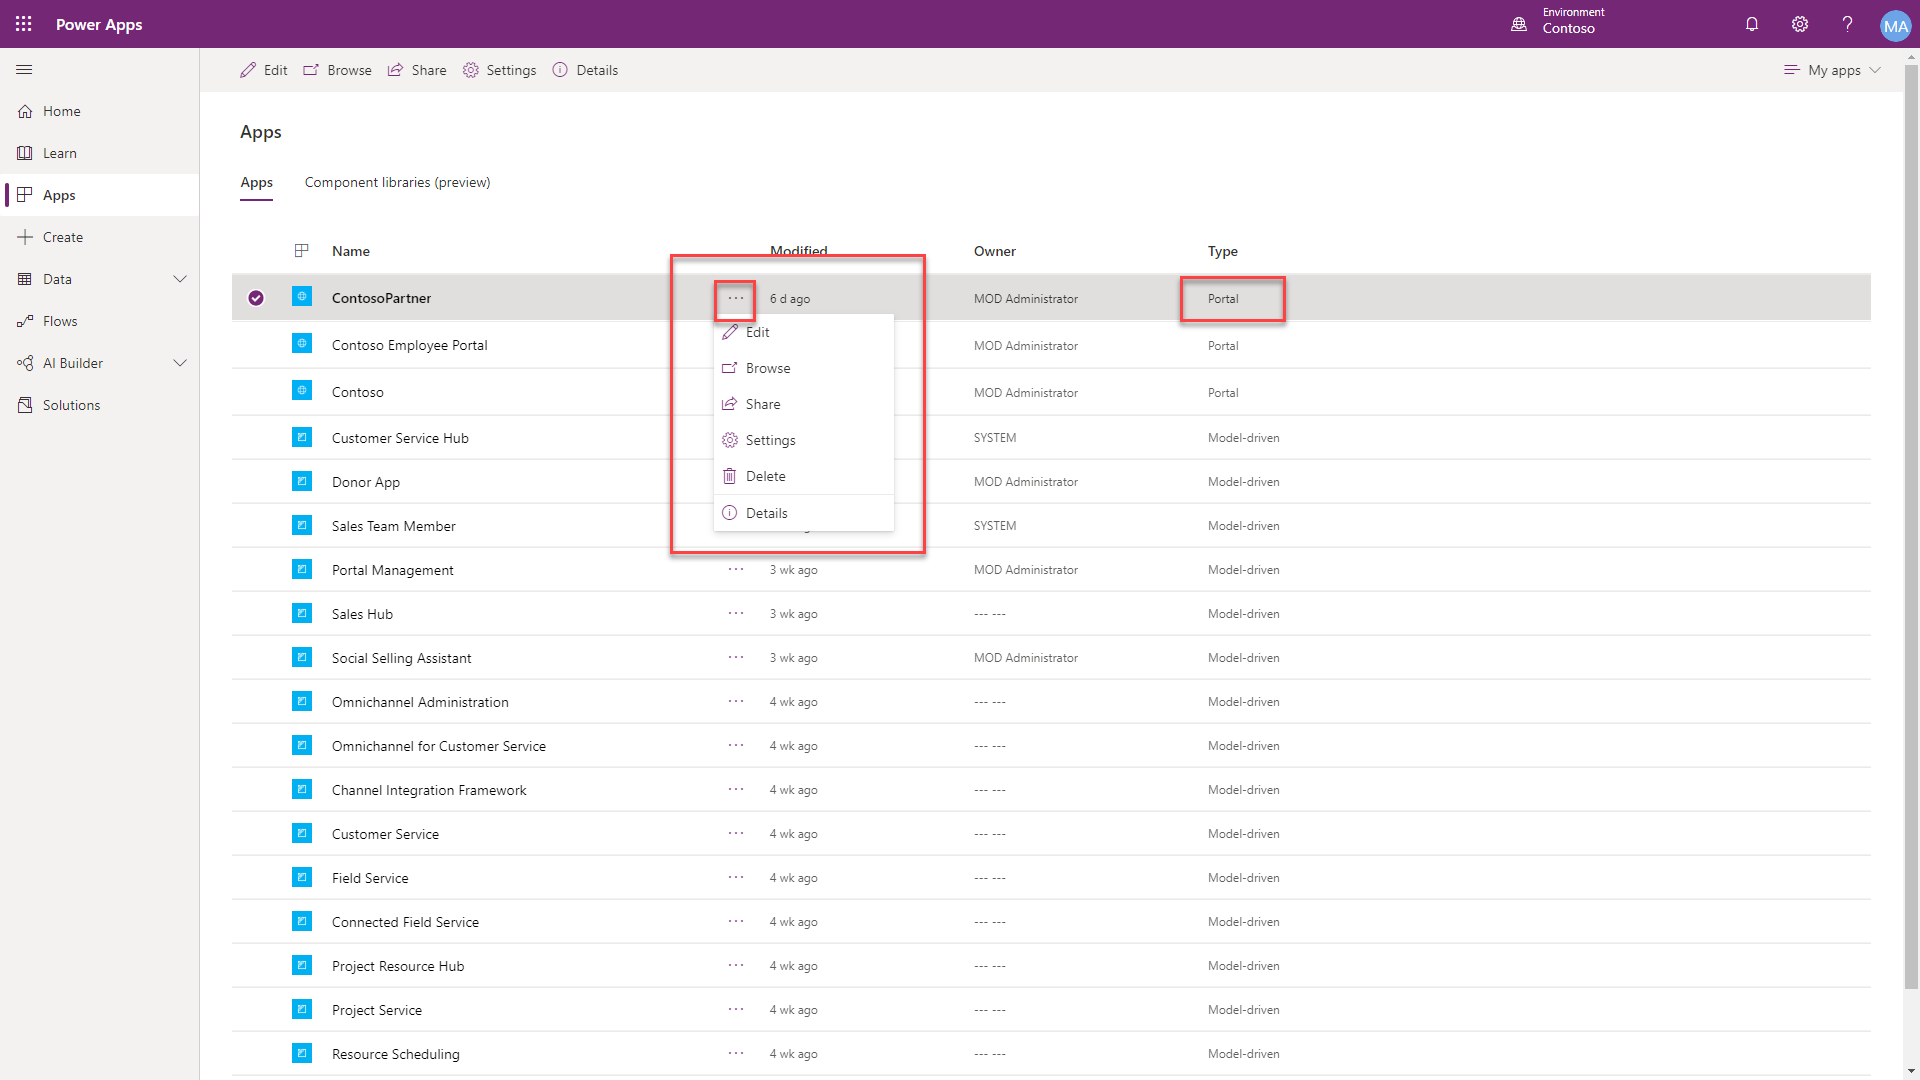 Power Apps
Environment
Contoso
?
MA
Edit Browse Share Settings Details
My apps
Home
Learn
Apps
Create
Data
Flows
AI Builder
Solutions
Apps
Apps Component libraries (preview)
Name Modified Owner Type
ContosoPartner ··· 6 d ago MOD Administrator Portal
Edit
Browse
Share
Settings
Delete
Details
Contoso Employee Portal MOD Administrator Portal
Contoso MOD Administrator Portal
Customer Service Hub SYSTEM Model-driven
Donor App MOD Administrator Model-driven
Sales Team Member SYSTEM Model-driven
Portal Management ··· 3 wk ago MOD Administrator Model-driven
Sales Hub ··· 3 wk ago --- --- Model-driven
Social Selling Assistant ··· 3 wk ago MOD Administrator Model-driven
Omnichannel Administration ··· 4 wk ago --- --- Model-driven
Omnichannel for Customer Service ··· 4 wk ago --- --- Model-driven
Channel Integration Framework ··· 4 wk ago --- --- Model-driven
Customer Service ··· 4 wk ago --- --- Model-driven
Field Service ··· 4 wk ago --- --- Model-driven
Connected Field Service ··· 4 wk ago --- --- Model-driven
Project Resource Hub ··· 4 wk ago --- --- Model-driven
Project Service ··· 4 wk ago --- --- Model-driven
Resource Scheduling ··· 4 wk ago --- --- Model-driven